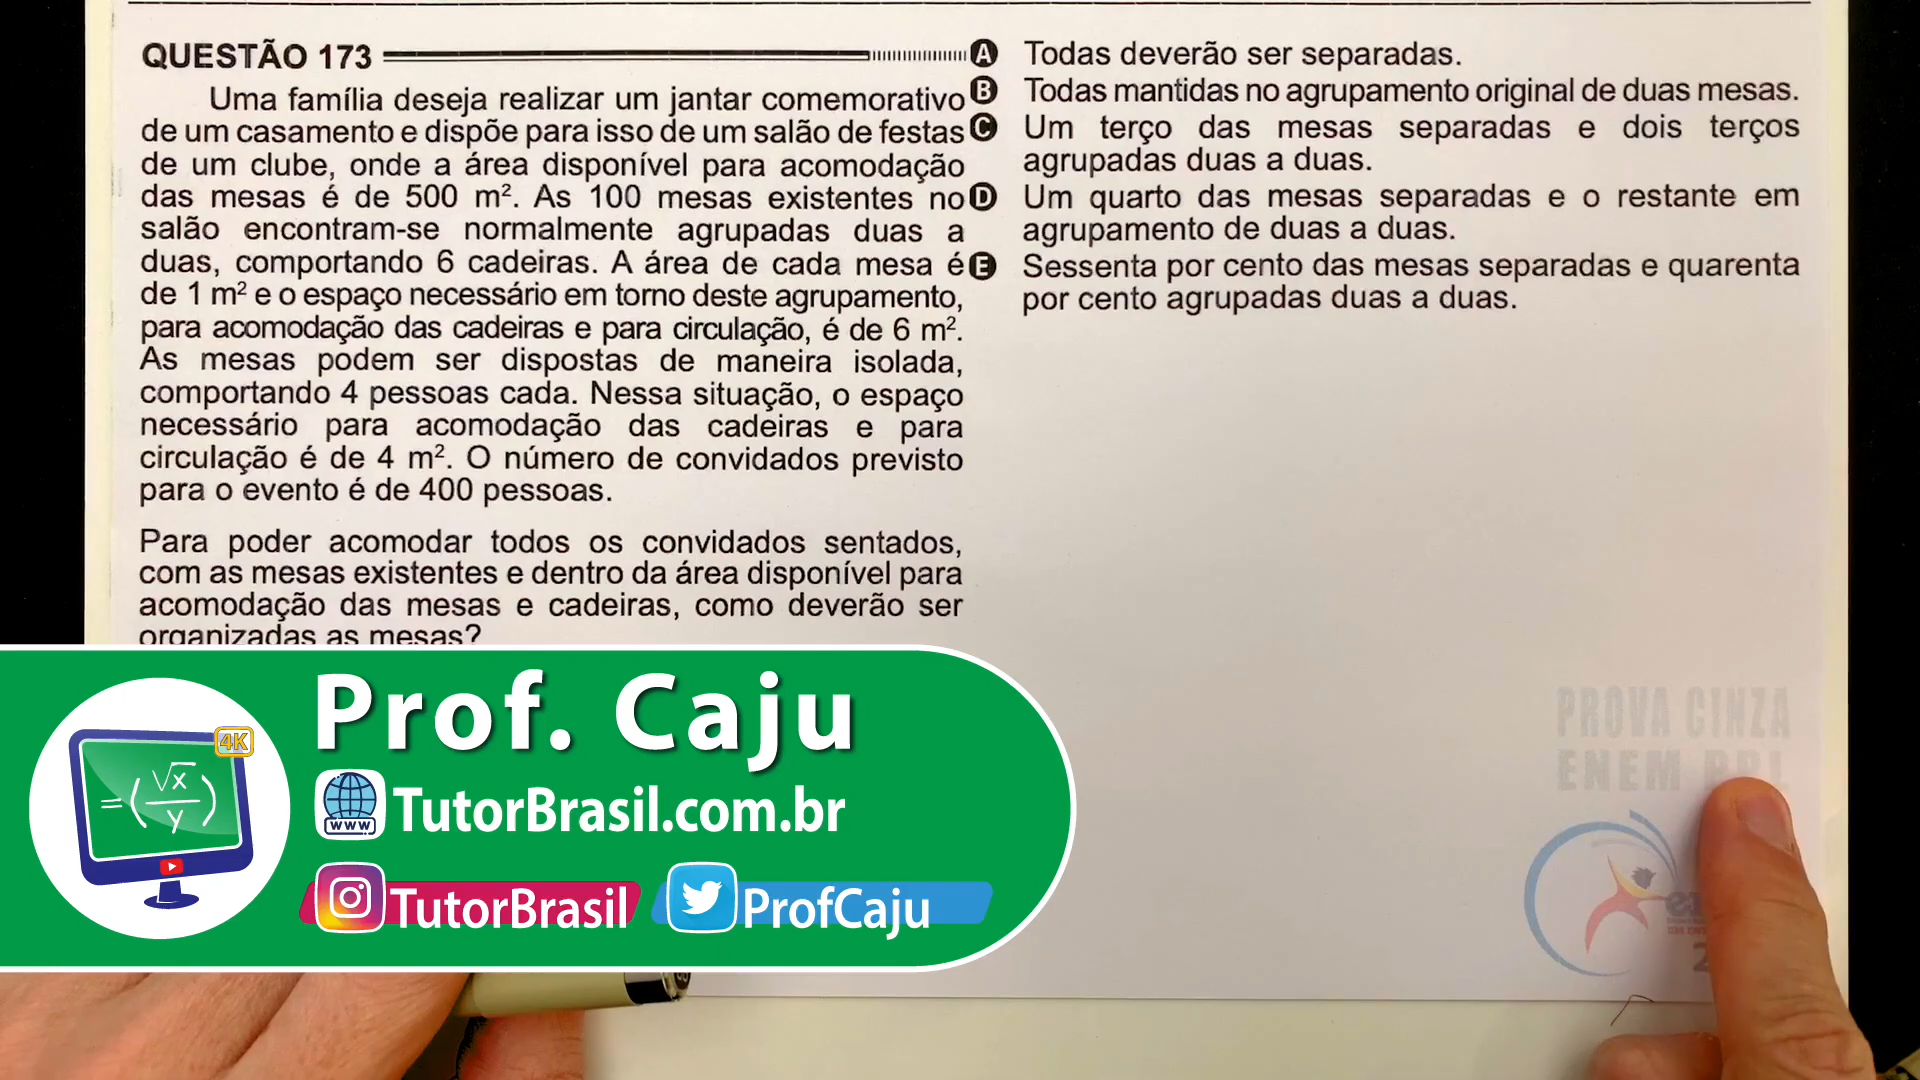 QUESTÃO 173
Uma família deseja realizar um jantar comemorativo
de um casamento e dispõe para isso de um salão de festas
de um clube, onde a área disponível para acomodação
das mesas é de 500 m². As 100 mesas existentes no
salão encontram-se normalmente agrupadas duas a
duas, comportando 6 cadeiras. A área de cada mesa é
de 1 m² e o espaço necessário em torno deste agrupamento,
para acomodação das cadeiras e para circulação, é de 6 m².
As mesas podem ser dispostas de maneira isolada,
comportando 4 pessoas cada. Nessa situação, o espaço
necessário para acomodação das cadeiras e para
circulação é de 4 m². O número de convidados previsto
para o evento é de 400 pessoas.
Para poder acomodar todos os convidados sentados,
com as mesas existentes e dentro da área disponível para
acomodação das mesas e cadeiras, como deverão ser
organizadas as mesas?
A Todas deverão ser separadas.
B Todas mantidas no agrupamento original de duas mesas.
C Um terço das mesas separadas e dois terços
agrupadas duas a duas.
D Um quarto das mesas separadas e o restante em
agrupamento de duas a duas.
E Sessenta por cento das mesas separadas e quarenta
por cento agrupadas duas a duas.
PROVA CINZA
ENEM
4K
= (√x/y)
Prof. Caju
www TutorBrasil.com.br
TutorBrasil ProfCaju